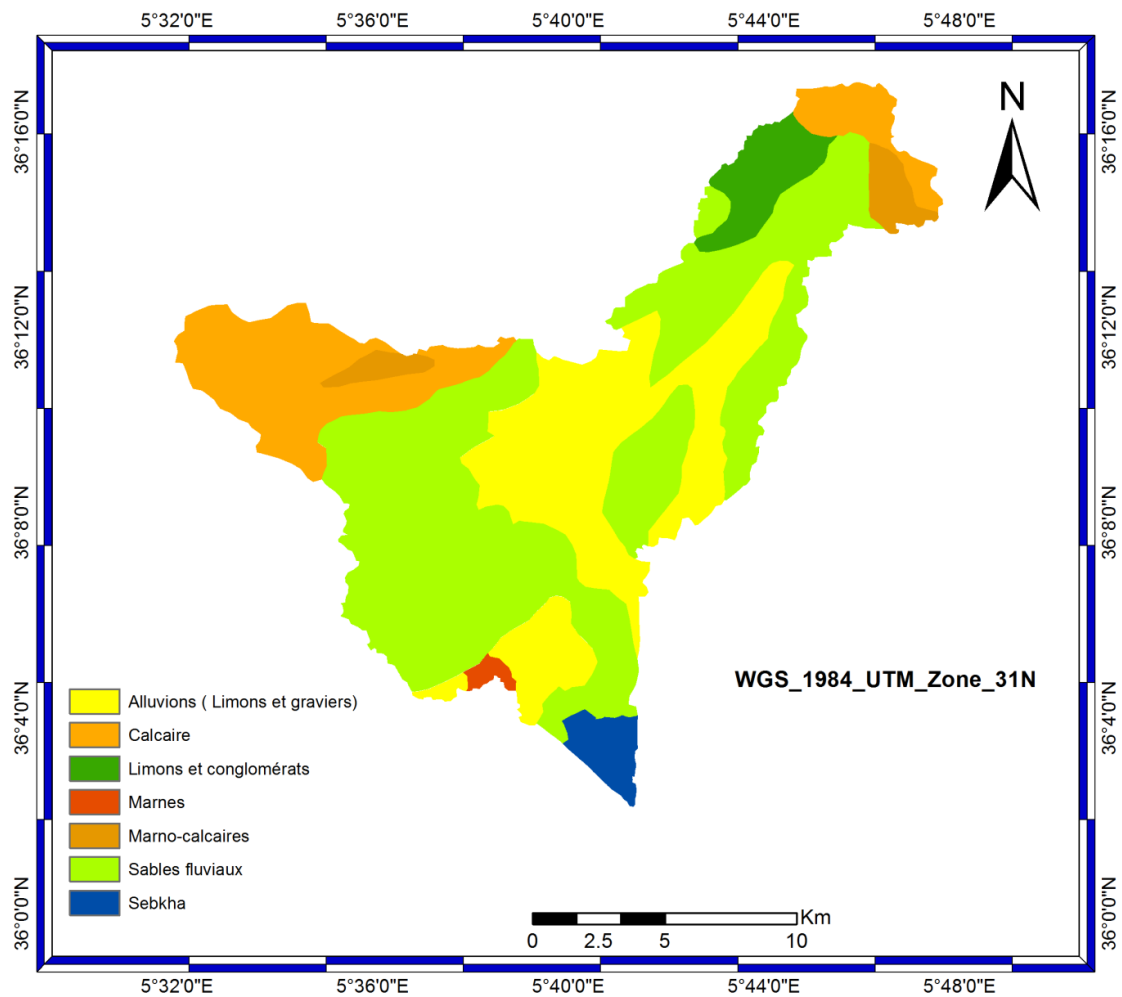 5°32'0"E 5°36'0"E 5°40'0"E 5°44'0"E 5°48'0"E
N
36°16'0"N 36°16'0"N
36°12'0"N 36°12'0"N
36°8'0"N 36°8'0"N
WGS_1984_UTM_Zone_31N
36°4'0"N 36°4'0"N
Alluvions ( Limons et graviers)
Calcaire
Limons et conglomérats
Marnes
Marno-calcaires
Sables fluviaux
Sebkha
36°0'0"N 36°0'0"N
Km
0 2.5 5 10
5°32'0"E 5°36'0"E 5°40'0"E 5°44'0"E 5°48'0"E